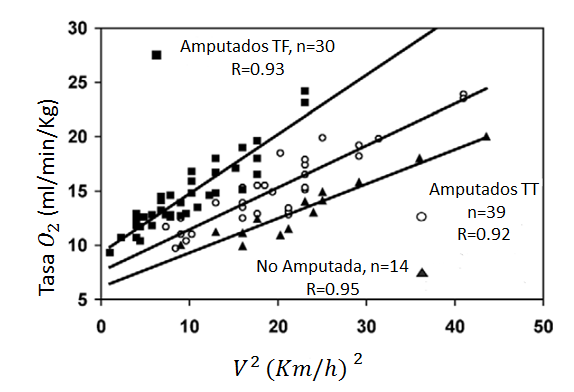 30
25
20
15
10
5
Tasa O₂ (ml/min/Kg)
Amputados TF, n=30
R=0.93
Amputados TT
n=39
R=0.92
No Amputada, n=14
R=0.95
0 10 20 30 40 50
V² (Km/h) ²